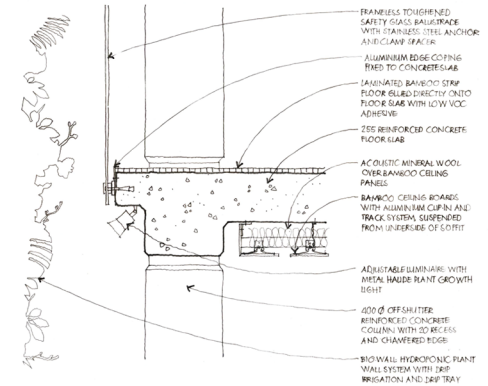 FRAMELESS TOUGHENED
SAFETY GLASS BALUSTRADE
WITH STAINLESS STEEL ANCHOR
AND CLAMP SPACER
ALUMINIUM EDGE COPING
FIXED TO CONCRETE SLAB
LAMINATED BAMBOO STRIP
FLOOR GLUED DIRECTLY ONTO
FLOOR SLAB WITH LOW VOC
ADHESIVE
255 REINFORCED CONCRETE
FLOOR SLAB
ACOUSTIC MINERAL WOOL
OVER BAMBOO CEILING
PANELS
BAMBOO CEILING BOARDS
WITH ALUMINIUM CLIP-IN AND
TRACK SYSTEM, SUSPENDED
FROM UNDERSIDE OF SOFFIT
ADJUSTABLE LUMINAIRE WITH
METAL HALIDE PLANT GROWTH
LIGHT
400 Ø OFF-SHUTTER
REINFORCED CONCRETE
COLUMN WITH 20 RECESS
AND CHAMFERED EDGE
BIO-WALL HYDROPONIC PLANT
WALL SYSTEM WITH DRIP
IRRIGATION AND DRIP TRAY